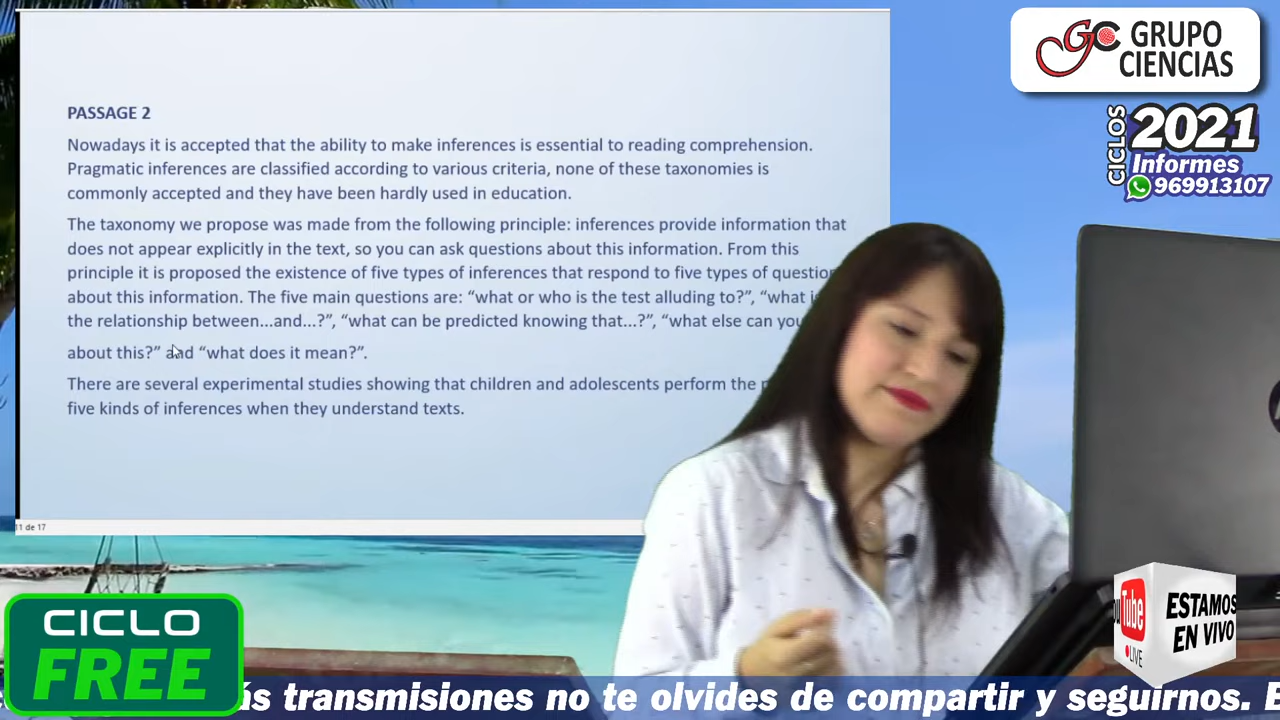 PASSAGE 2
Nowadays it is accepted that the ability to make inferences is essential to reading comprehension.
Pragmatic inferences are classified according to various criteria, none of these taxonomies is
commonly accepted and they have been hardly used in education.
The taxonomy we propose was made from the following principle: inferences provide information that
does not appear explicitly in the text, so you can ask questions about this information. From this
principle it is proposed the existence of five types of inferences that respond to five types of
about this information. The five main questions are: “what or who is the test alluding to?”, “what
the relationship between...and...?”, “what can be predicted knowing that...?”, “what else can you
about this?” and “what does it mean?”.
There are several experimental studies showing that children and adolescents perform the
five kinds of inferences when they understand texts.
11 de 17
GC GRUPO
CIENCIAS
CICLOS
2021
Informes
969913107
CICLO
FREE
Tube
LIVE
ESTAMOS
EN VIVO
transmisiones no te olvides de compartir y seguirnos.